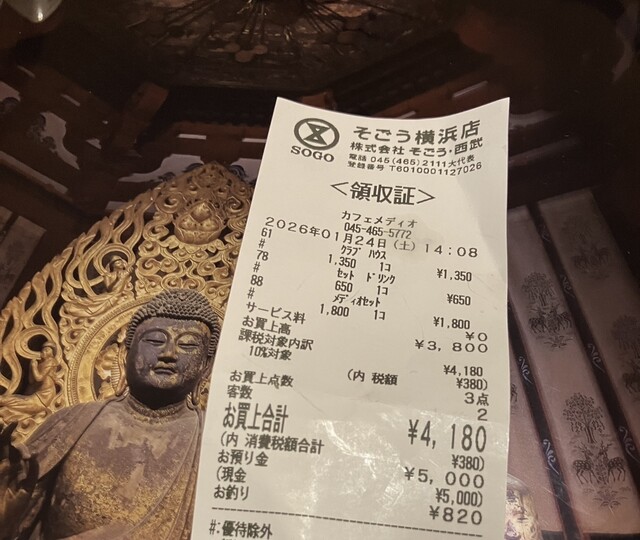 そごう横浜店
株式会社 そごう・西武
SOGO
電話 045(465)2111大代表
登録番号 T6010001127026
<領収証>
カフェメディオ
045-465-5772
2026年01月24日(土) 14:08
61 クラブ ハウス
# 1,350 1コ ¥1,350
78 セット ドリンク
# 650 1コ ¥650
88 メディオセット
# 1,800 1コ ¥1,800
サービス料 ¥0
お買上高 ¥3,800
課税対象内訳
10%対象 ¥4,180
(内 税額 ¥380)
お買上点数 3点
客数 2
お買上合計 ¥4,180
(内 消費税額合計 ¥380)
お預り金 ¥5,000
(現金 ¥5,000)
お釣り ¥820
#:優待除外